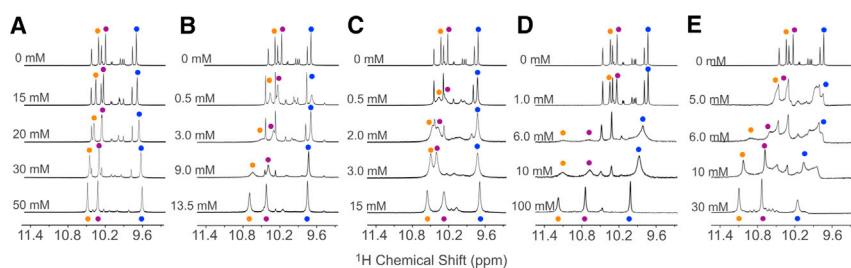 A B C D E
0 mM 0 mM 0 mM 0 mM 0 mM
15 mM 0.5 mM 0.5 mM 1.0 mM 5.0 mM
20 mM 3.0 mM 2.0 mM 6.0 mM 6.0 mM
30 mM 9.0 mM 3.0 mM 10 mM 10 mM
50 mM 13.5 mM 15 mM 100 mM 30 mM
11.4 10.8 10.2 9.6 11.4 10.8 10.2 9.6 11.4 10.8 10.2 9.6 11.4 10.8 10.2 9.6 11.4 10.8 10.2 9.6
¹H Chemical Shift (ppm)